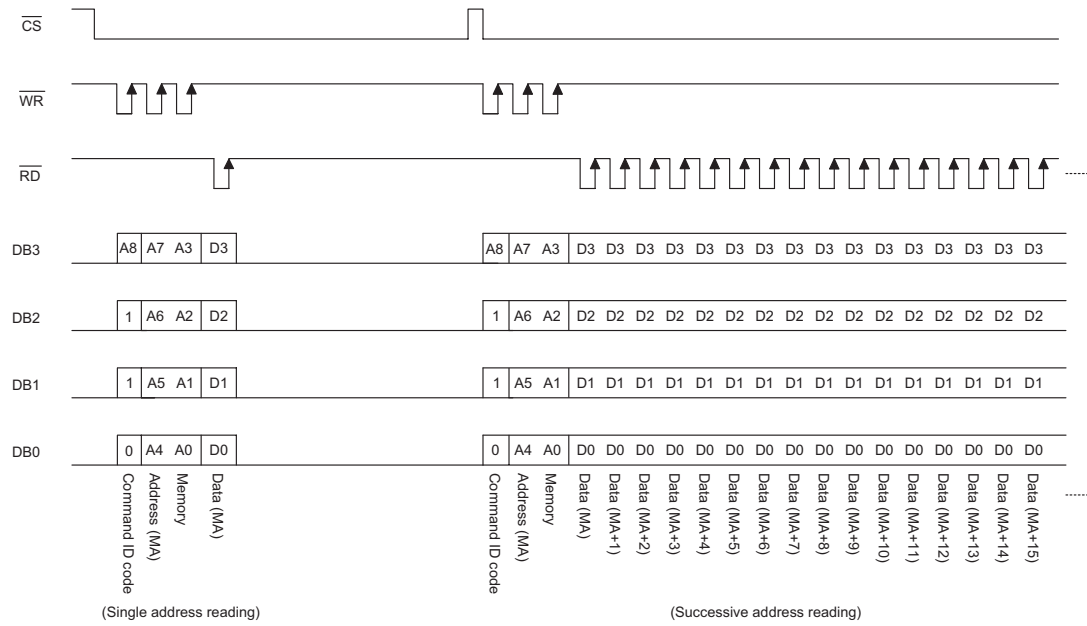 CS
WR
RD
DB3 A8 A7 A3 D3 A8 A7 A3 D3 D3 D3 D3 D3 D3 D3 D3 D3 D3 D3 D3 D3 D3 D3 D3
DB2 1 A6 A2 D2 1 A6 A2 D2 D2 D2 D2 D2 D2 D2 D2 D2 D2 D2 D2 D2 D2 D2 D2
DB1 1 A5 A1 D1 1 A5 A1 D1 D1 D1 D1 D1 D1 D1 D1 D1 D1 D1 D1 D1 D1 D1 D1
DB0 0 A4 A0 D0 0 A4 A0 D0 D0 D0 D0 D0 D0 D0 D0 D0 D0 D0 D0 D0 D0 D0 D0
Command ID code
Address (MA)
Memory
Data (MA)
Command ID code
Address (MA)
Memory
Data (MA)
Data (MA+1)
Data (MA+2)
Data (MA+3)
Data (MA+4)
Data (MA+5)
Data (MA+6)
Data (MA+7)
Data (MA+8)
Data (MA+9)
Data (MA+10)
Data (MA+11)
Data (MA+12)
Data (MA+13)
Data (MA+14)
Data (MA+15)
(Single address reading)
(Successive address reading)